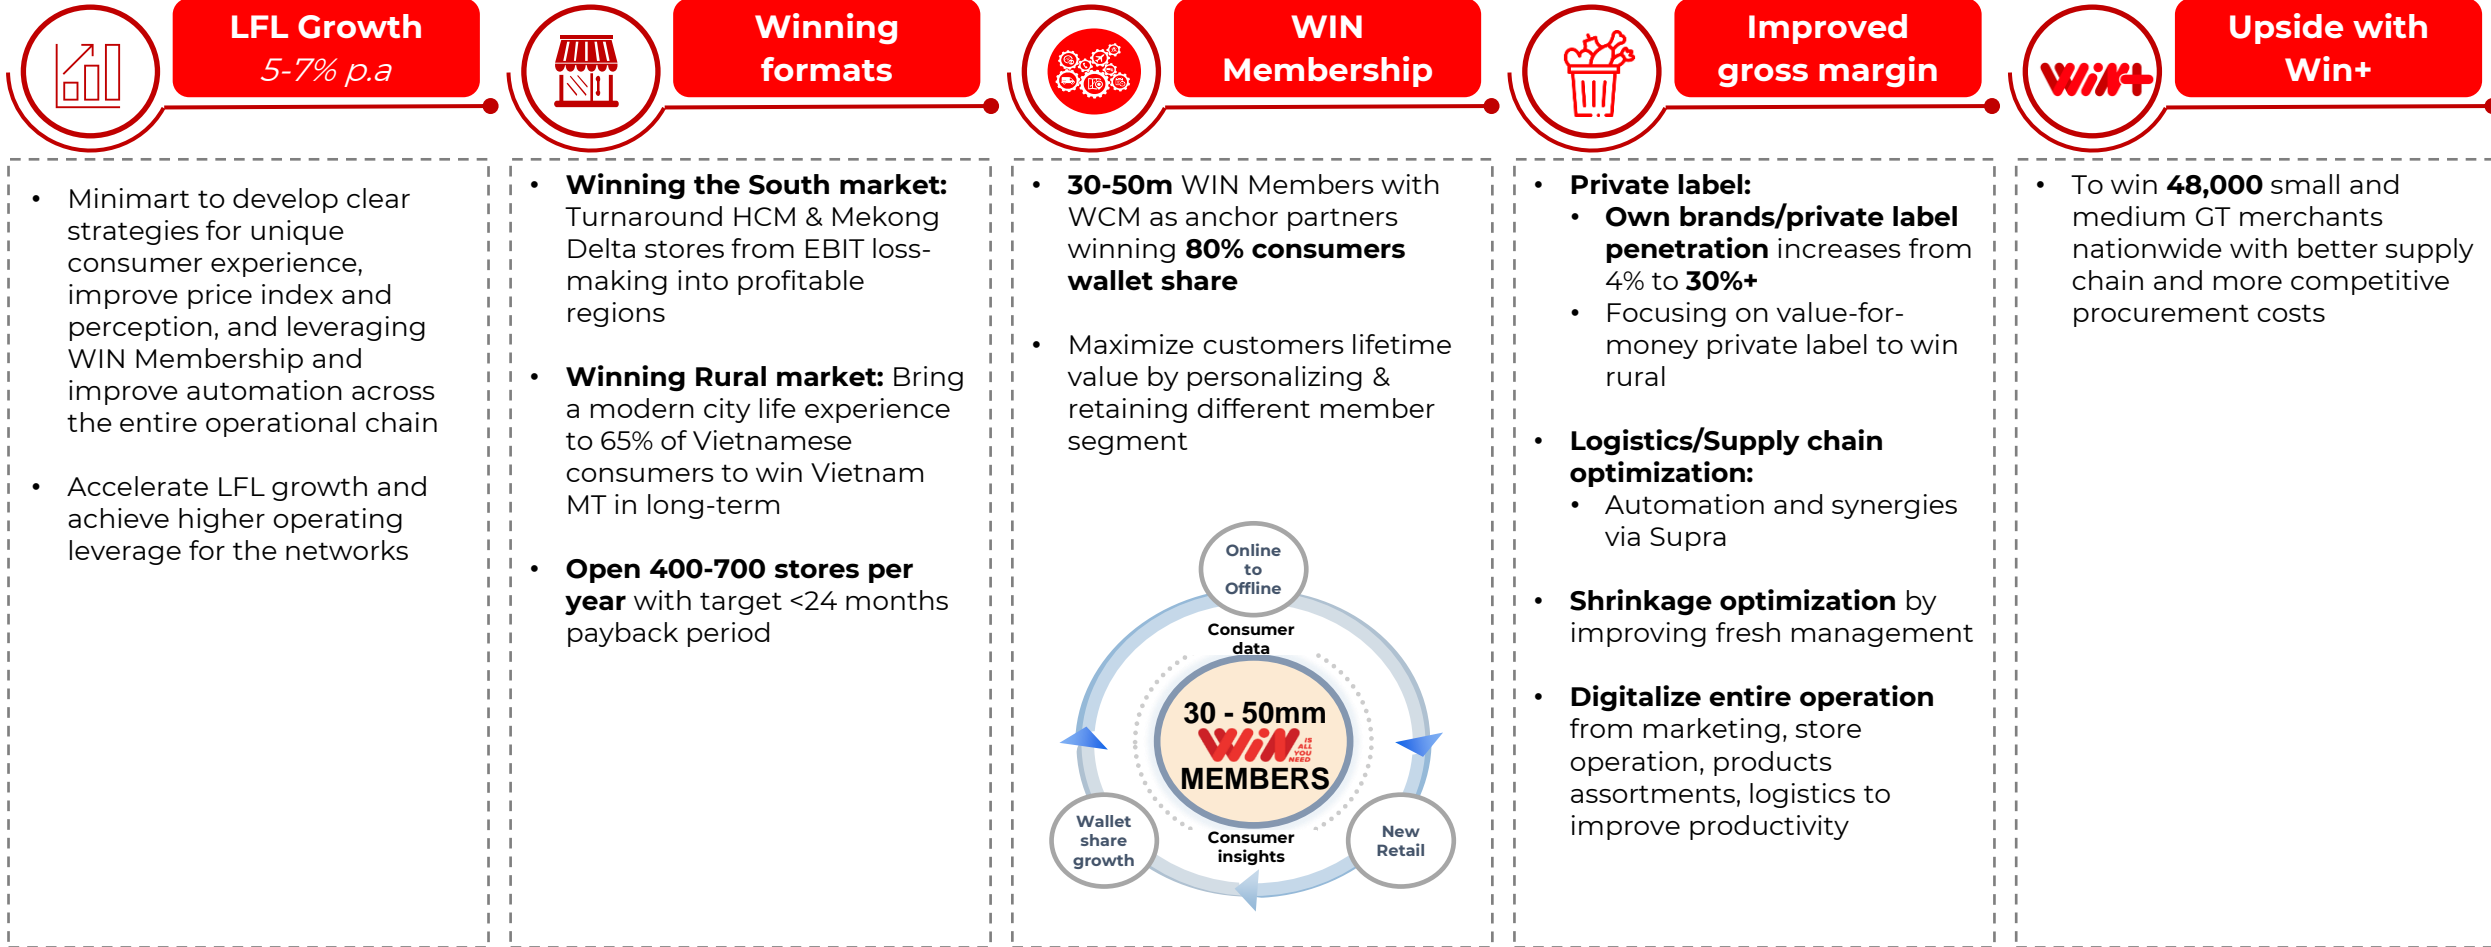 LFL Growth
5-7% p.a
• Minimart to develop clear
strategies for unique
consumer experience,
improve price index and
perception, and leveraging
WIN Membership and
improve automation across
the entire operational chain
• Accelerate LFL growth and
achieve higher operating
leverage for the networks
Winning
formats
• Winning the South market:
Turnaround HCM & Mekong
Delta stores from EBIT loss-
making into profitable
regions
• Winning Rural market: Bring
a modern city life experience
to 65% of Vietnamese
consumers to win Vietnam
MT in long-term
• Open 400-700 stores per
year with target <24 months
payback period
WIN
Membership
• 30-50m WIN Members with
WCM as anchor partners
winning 80% consumers
wallet share
• Maximize customers lifetime
value by personalizing &
retaining different member
segment
Online
to
Offline
Consumer
data
30 - 50mm
WiN IS
ALL
YOU
NEED
MEMBERS
Wallet
share
growth
Consumer
insights
New
Retail
Improved
gross margin
• Private label:
• Own brands/private label
penetration increases from
4% to 30%+
• Focusing on value-for-
money private label to win
rural
• Logistics/Supply chain
optimization:
• Automation and synergies
via Supra
• Shrinkage optimization by
improving fresh management
• Digitalize entire operation
from marketing, store
operation, products
assortments, logistics to
improve productivity
WiN+
Upside with
Win+
• To win 48,000 small and
medium GT merchants
nationwide with better supply
chain and more competitive
procurement costs